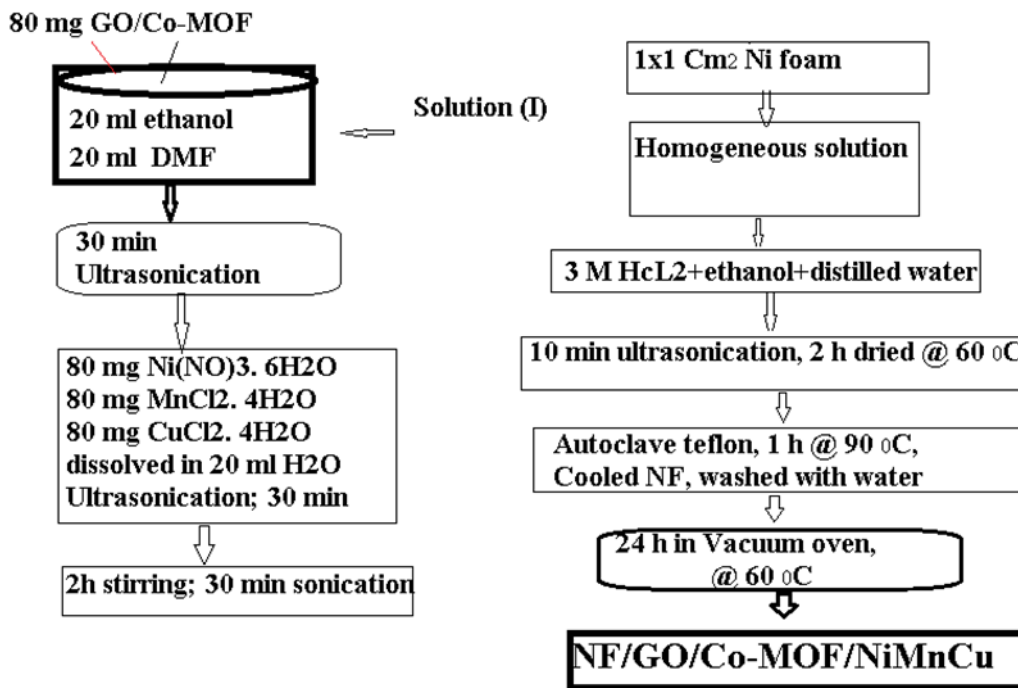 80 mg GO/Co-MOF
20 ml ethanol
20 ml DMF
Solution (I)
30 min
Ultrasonication
80 mg Ni(NO)3. 6H2O
80 mg MnCl2. 4H2O
80 mg CuCl2. 4H2O
dissolved in 20 ml H2O
Ultrasonication; 30 min
2h stirring; 30 min sonication
1x1 Cm2 Ni foam
Homogeneous solution
3 M HcL2+ethanol+distilled water
10 min ultrasonication, 2 h dried @ 60 0C
Autoclave teflon, 1 h @ 90 0C,
Cooled NF, washed with water
24 h in Vacuum oven,
@ 60 0C
NF/GO/Co-MOF/NiMnCu